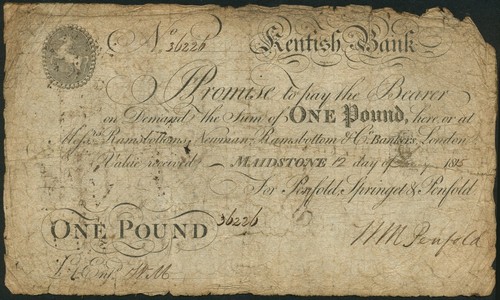 No 36226 Kentish Bank
I Promise to pay the Bearer
on Demand the Sum of ONE Pound, here, or at
Messrs Ramsbottoms, Newman, Ramsbottom & Co. Bankers, London
Value received MAIDSTONE 12 day of 1815
For Penfold, Springet & Penfold
ONE POUND 36226
WM Penfold
Entd